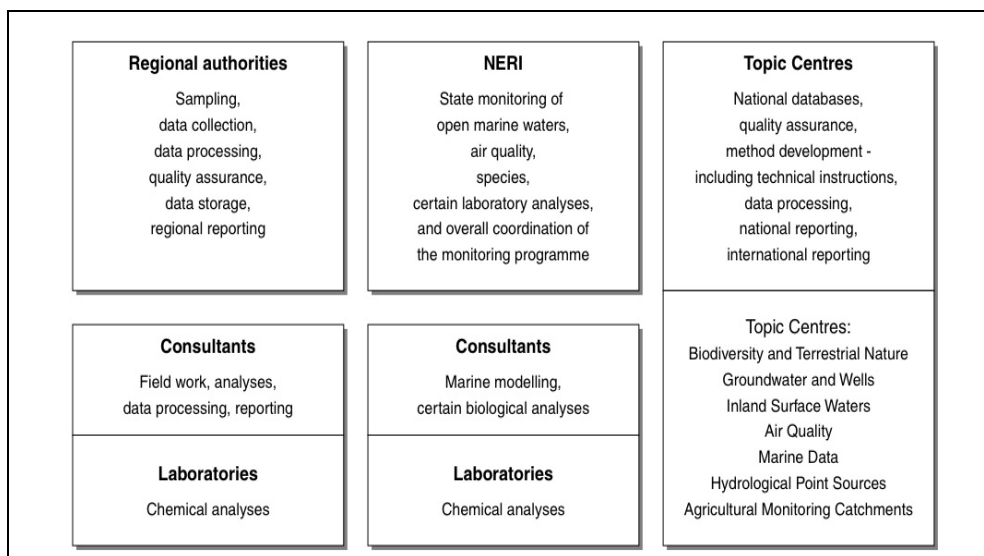 Regional authorities
Sampling,
data collection,
data processing,
quality assurance,
data storage,
regional reporting
NERI
State monitoring of
open marine waters,
air quality,
species,
certain laboratory analyses,
and overall coordination of
the monitoring programme
Topic Centres
National databases,
quality assurance,
method development -
including technical instructions,
data processing,
national reporting,
international reporting
Consultants
Field work, analyses,
data processing, reporting
Laboratories
Chemical analyses
Consultants
Marine modelling,
certain biological analyses
Laboratories
Chemical analyses
Topic Centres:
Biodiversity and Terrestrial Nature
Groundwater and Wells
Inland Surface Waters
Air Quality
Marine Data
Hydrological Point Sources
Agricultural Monitoring Catchments